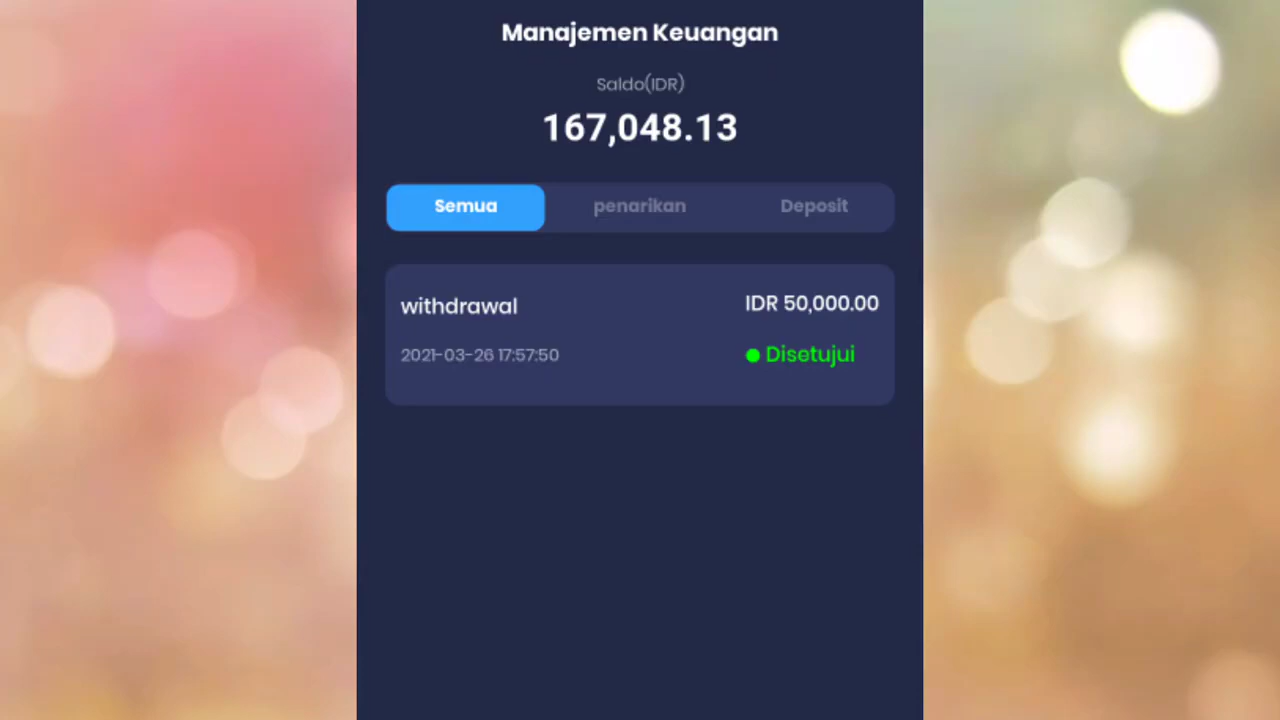 Manajemen Keuangan
Saldo(IDR)
167,048.13
Semua penarikan Deposit
withdrawal IDR 50,000.00
2021-03-26 17:57:50 Disetujui